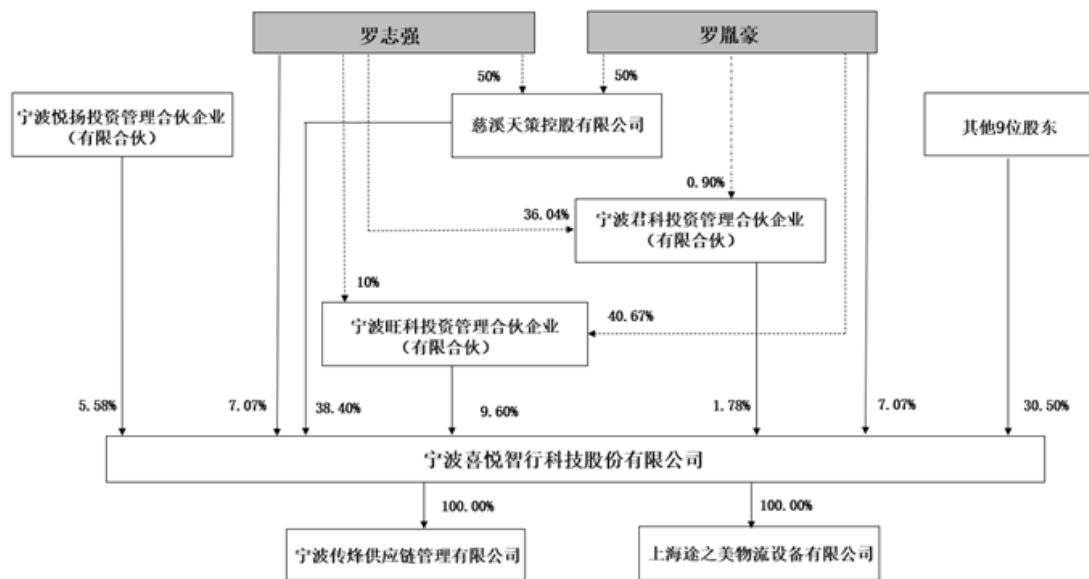 罗志强
罗胤豪
50%
50%
宁波悦扬投资管理合伙企业
（有限合伙）
慈溪天策控股有限公司
其他9位股东
0.90%
36.04%
宁波君科投资管理合伙企业
（有限合伙）
10%
宁波旺科投资管理合伙企业
（有限合伙）
40.67%
5.58%
7.07%
38.40%
9.60%
1.78%
7.07%
30.50%
宁波喜悦智行科技股份有限公司
100.00%
100.00%
宁波传烽供应链管理有限公司
上海途之美物流设备有限公司